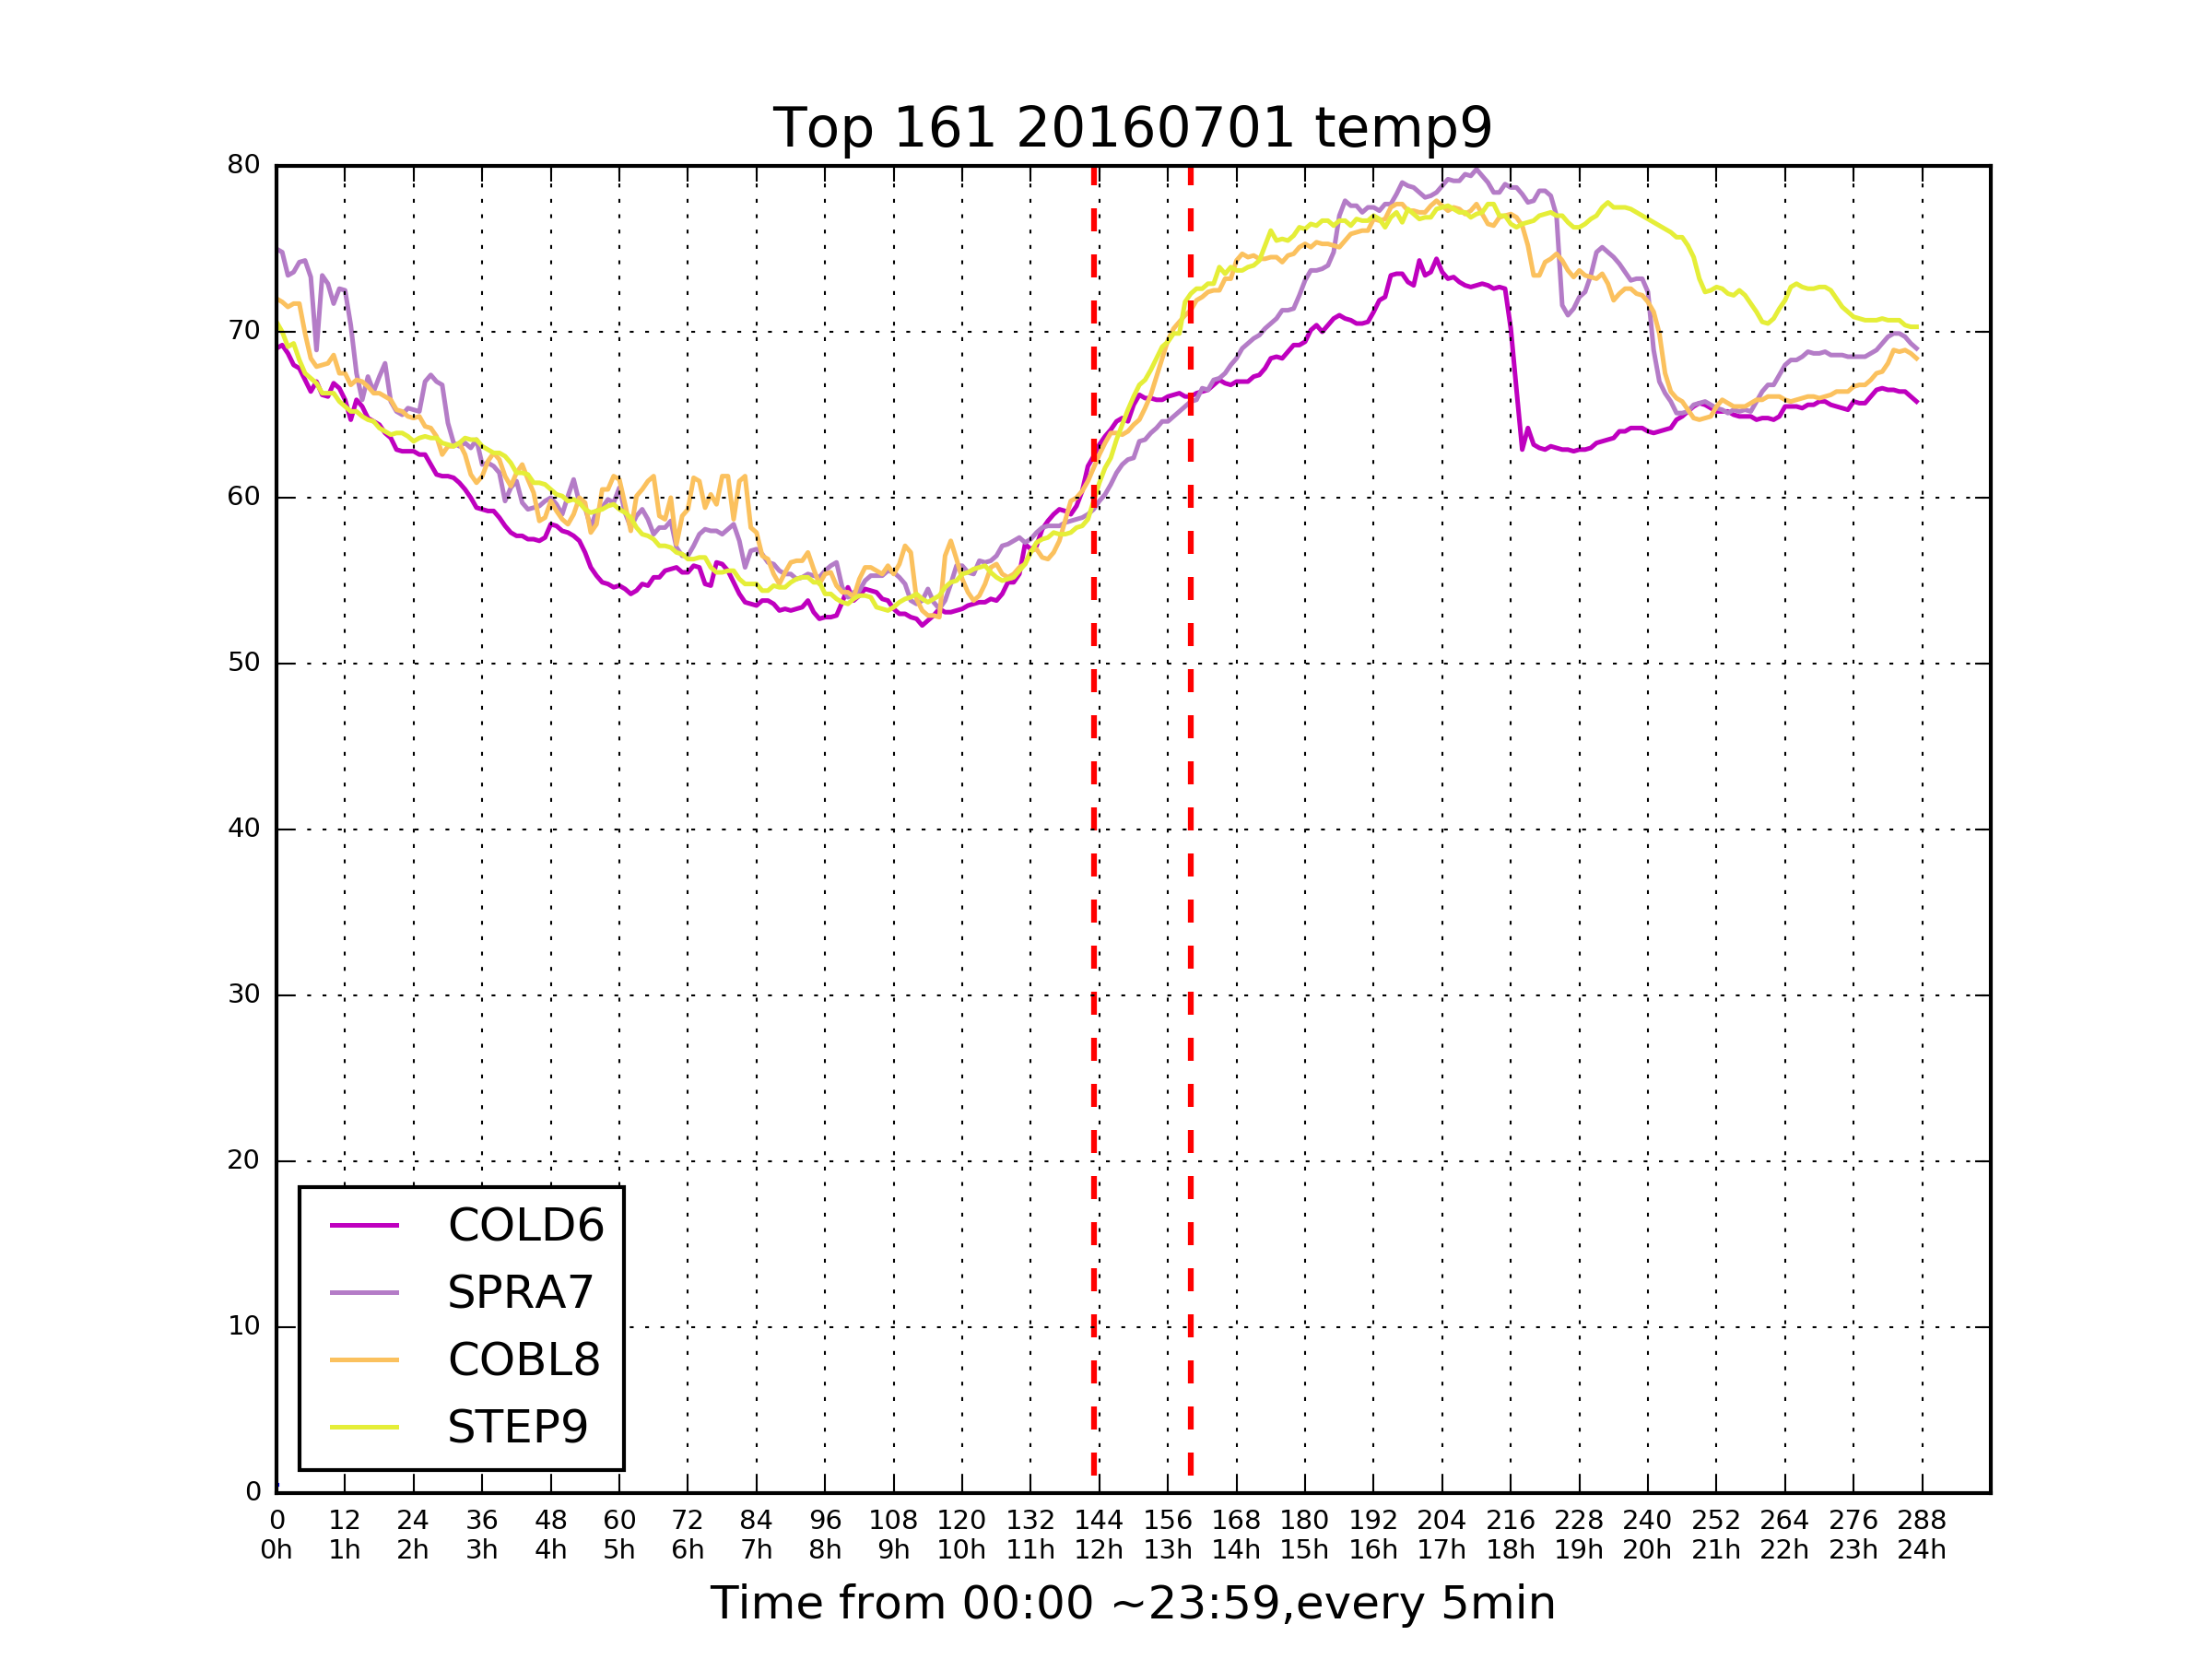 Top 161 20160701 temp9
80
70
60
50
40
30
20
10
0
COLD6
SPRA7
COBL8
STEP9
0 12 24 36 48 60 72 84 96 108 120 132 144 156 168 180 192 204 216 228 240 252 264 276 288
0h 1h 2h 3h 4h 5h 6h 7h 8h 9h 10h 11h 12h 13h 14h 15h 16h 17h 18h 19h 20h 21h 22h 23h 24h
Time from 00:00 ~23:59,every 5min